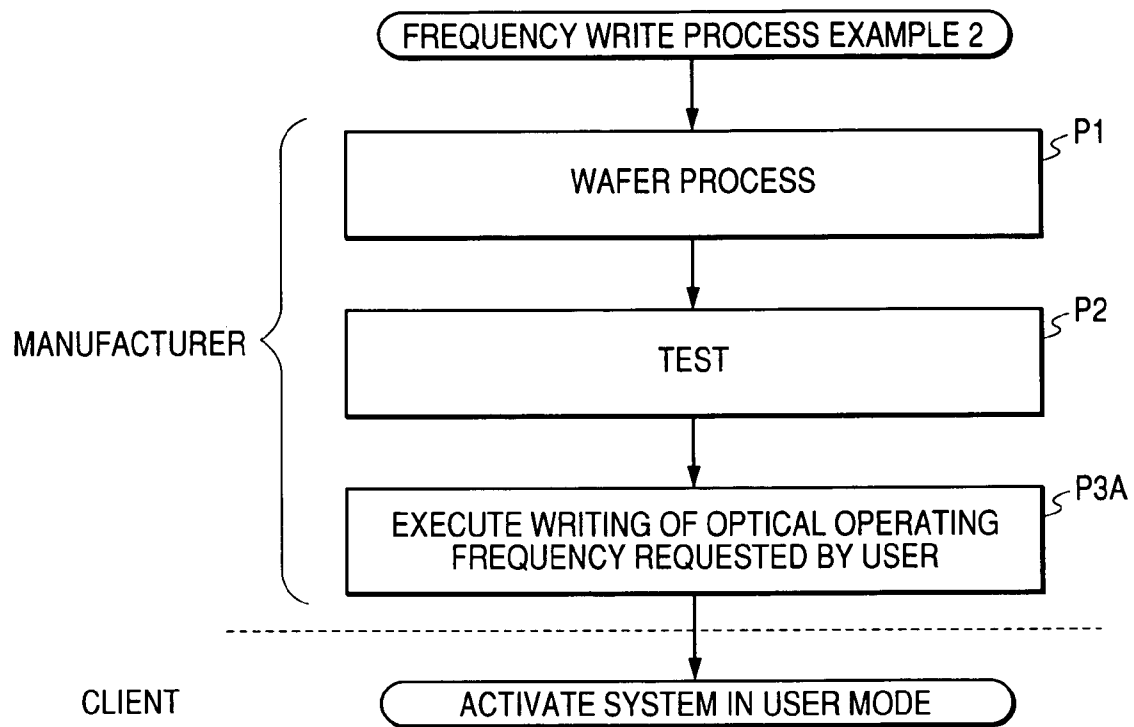 FREQUENCY WRITE PROCESS EXAMPLE 2
P1
WAFER PROCESS
P2
MANUFACTURER
TEST
P3A
EXECUTE WRITING OF OPTICAL OPERATING
FREQUENCY REQUESTED BY USER
CLIENT
ACTIVATE SYSTEM IN USER MODE